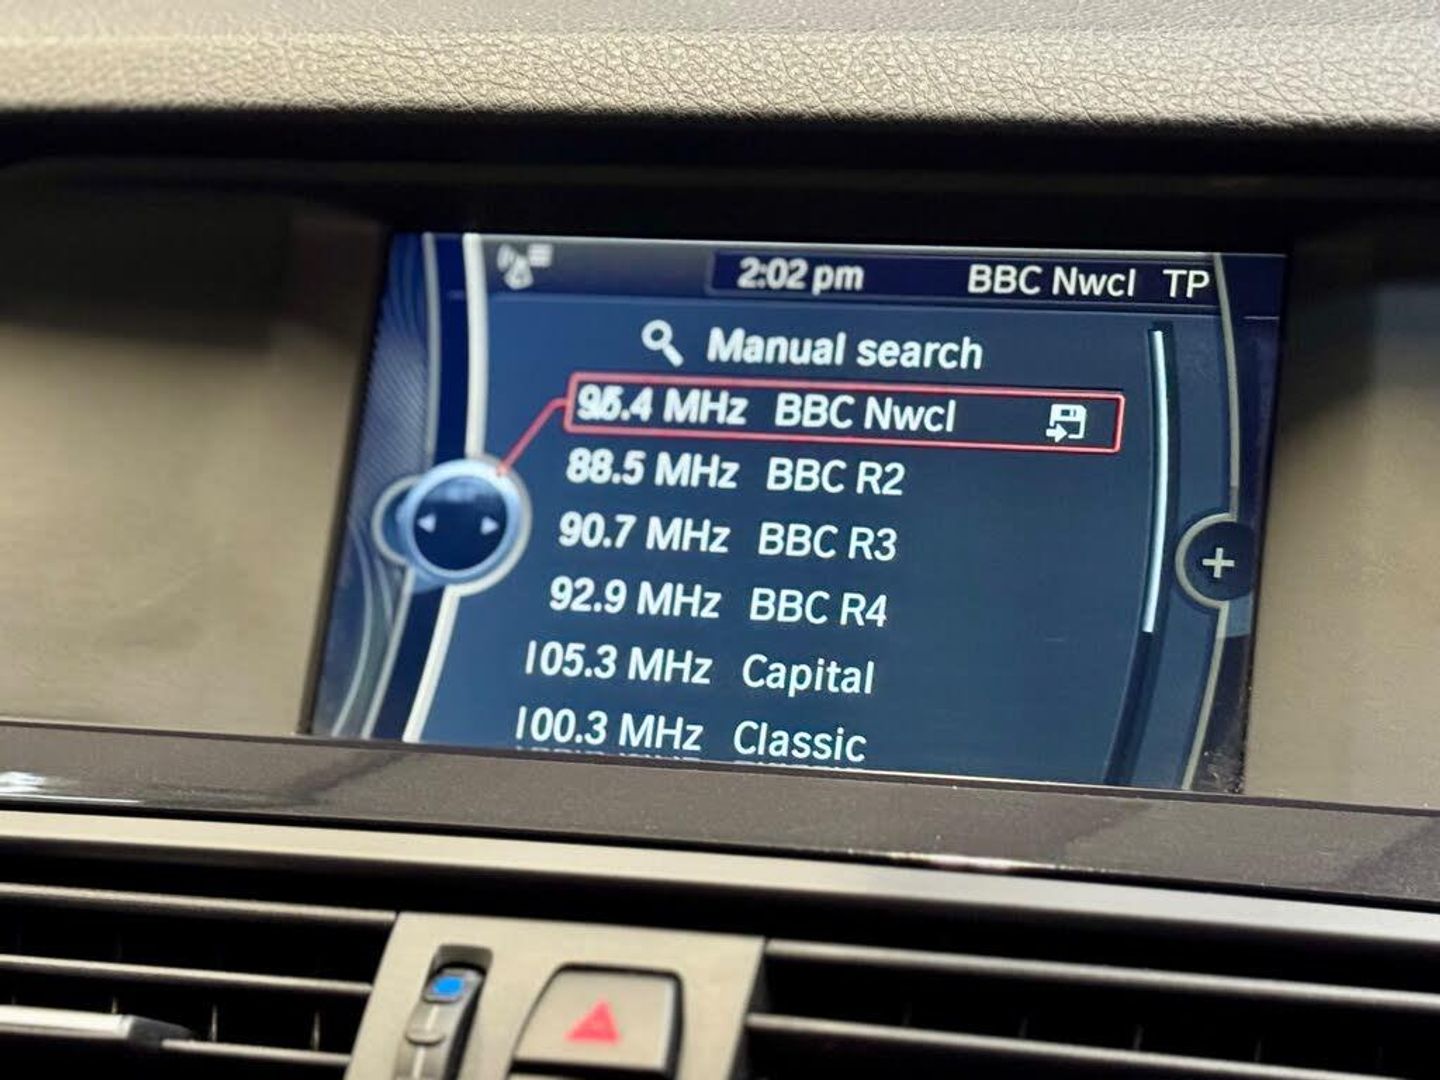 2:02 pm BBC Nwcl TP
Manual search
95.4 MHz BBC Nwcl
88.5 MHz BBC R2
90.7 MHz BBC R3
92.9 MHz BBC R4
105.3 MHz Capital
100.3 MHz Classic